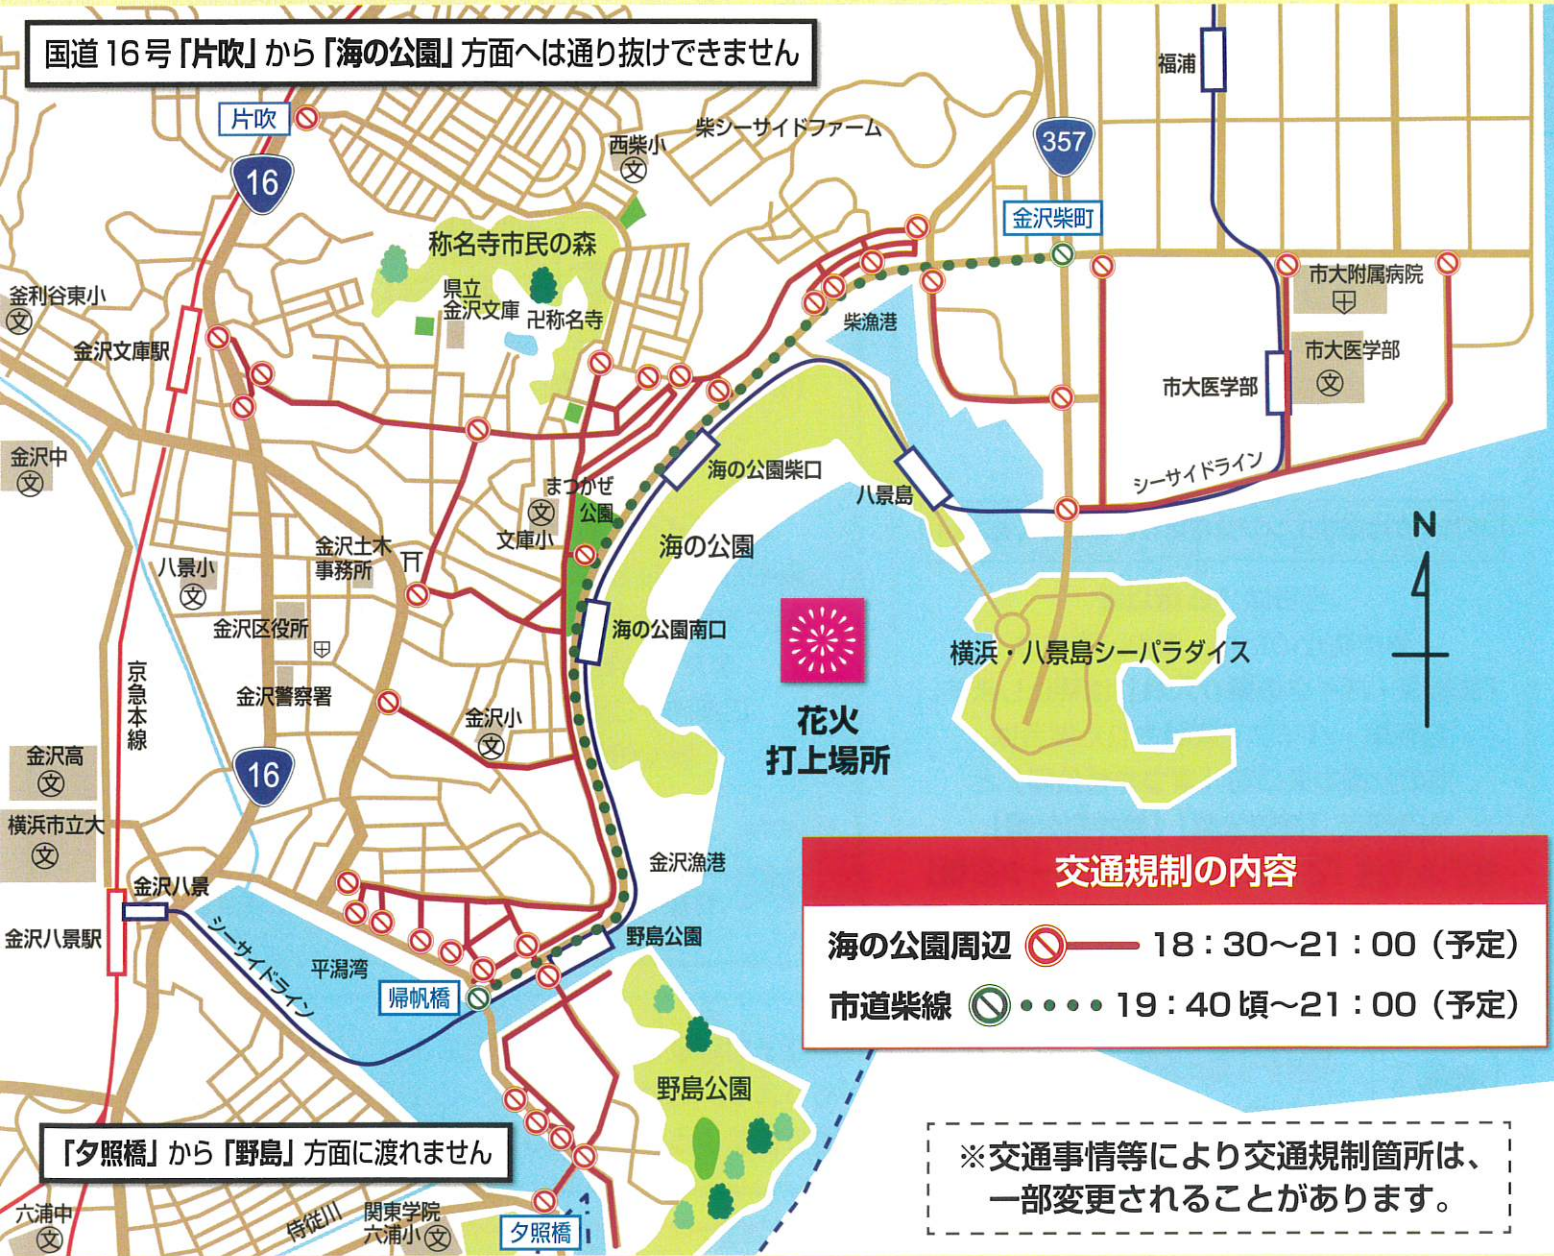 国道16号「片吹」から「海の公園」方面へは通り抜けできません
福浦
片吹
16
西柴小
文
柴シーサイドファーム
357
金沢柴町
称名寺市民の森
県立
金沢文庫
卍称名寺
釜利谷東小
文
金沢文庫駅
柴漁港
市大附属病院
市大医学部
文
市大医学部
シーサイドライン
金沢中
文
まつかぜ
公園
文
文庫小
海の公園柴口
八景島
海の公園
N
金沢土木
事務所
八景小
文
金沢区役所
海の公園南口
京急本線
金沢警察署
金沢小
文
花火
打上場所
横浜・八景島シーパラダイス
16
金沢高
文
横浜市立大
文
金沢八景
金沢八景駅
シーサイドライン
平潟湾
帰帆橋
金沢漁港
野島公園
交通規制の内容
海の公園周辺 18:30〜21:00(予定)
市道柴線 19:40頃〜21:00(予定)
野島公園
「夕照橋」から「野島」方面に渡れません
六浦中
文
侍従川
関東学院
六浦小 文
夕照橋
※交通事情等により交通規制箇所は、
一部変更されることがあります。